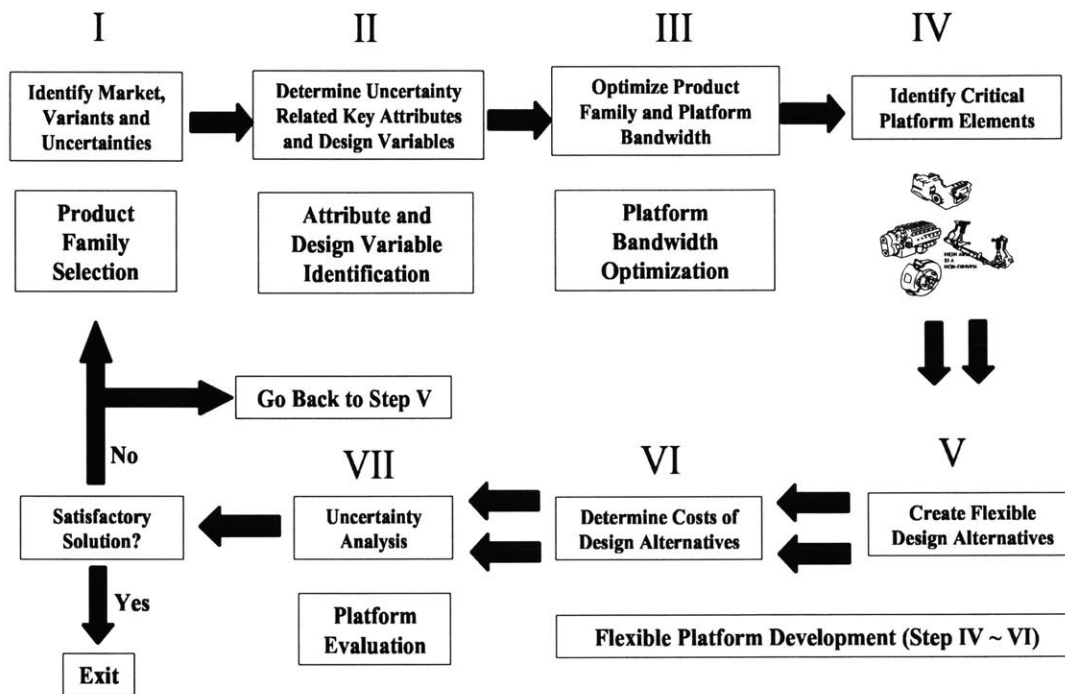 I
II
III
IV
Identify Market,
Variants and
Uncertainties
Determine Uncertainty
Related Key Attributes
and Design Variables
Optimize Product
Family and Platform
Bandwidth
Identify Critical
Platform Elements
Product
Family
Selection
Attribute and
Design Variable
Identification
Platform
Bandwidth
Optimization
Go Back to Step V
No
VII
VI
V
Satisfactory
Solution?
Uncertainty
Analysis
Determine Costs of
Design Alternatives
Create Flexible
Design Alternatives
Yes
Exit
Platform
Evaluation
Flexible Platform Development (Step IV ~ VI)